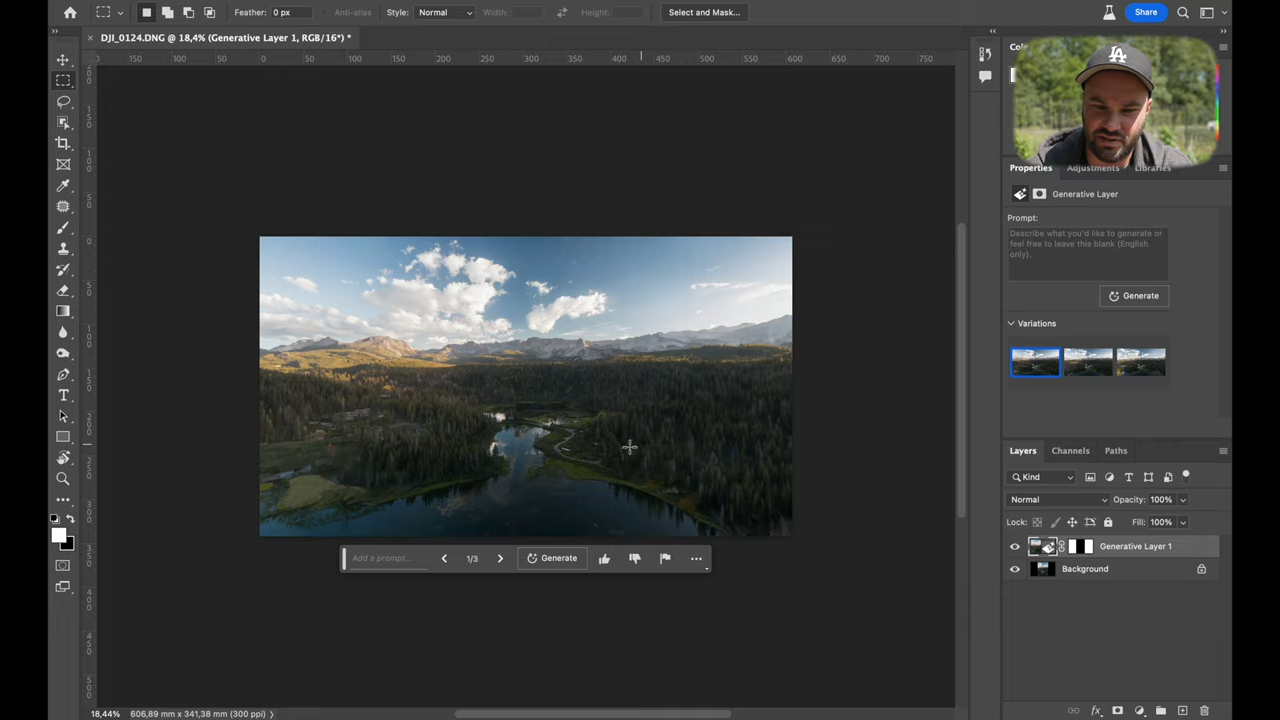 Feather: 0 px
Anti-alias
Style: Normal
Width:
Height:
Select and Mask...
Share
DJI_0124.DNG @ 18,4% (Generative Layer 1, RGB/16*) *
150 100 50 0 50 100 150 200 250 300 350 400 450 500 550 600 650 700 750
Properties
Adjustments
Libraries
Generative Layer
Prompt:
Describe what you'd like to generate or
feel free to leave this blank (English
only).
Generate
Variations
Add a prompt...
1/3
Generate
Layers
Channels
Paths
Kind
Normal
Opacity: 100%
Lock:
Fill: 100%
Generative Layer 1
Background
18,44%
606,89 mm x 341,38 mm (300 ppi)